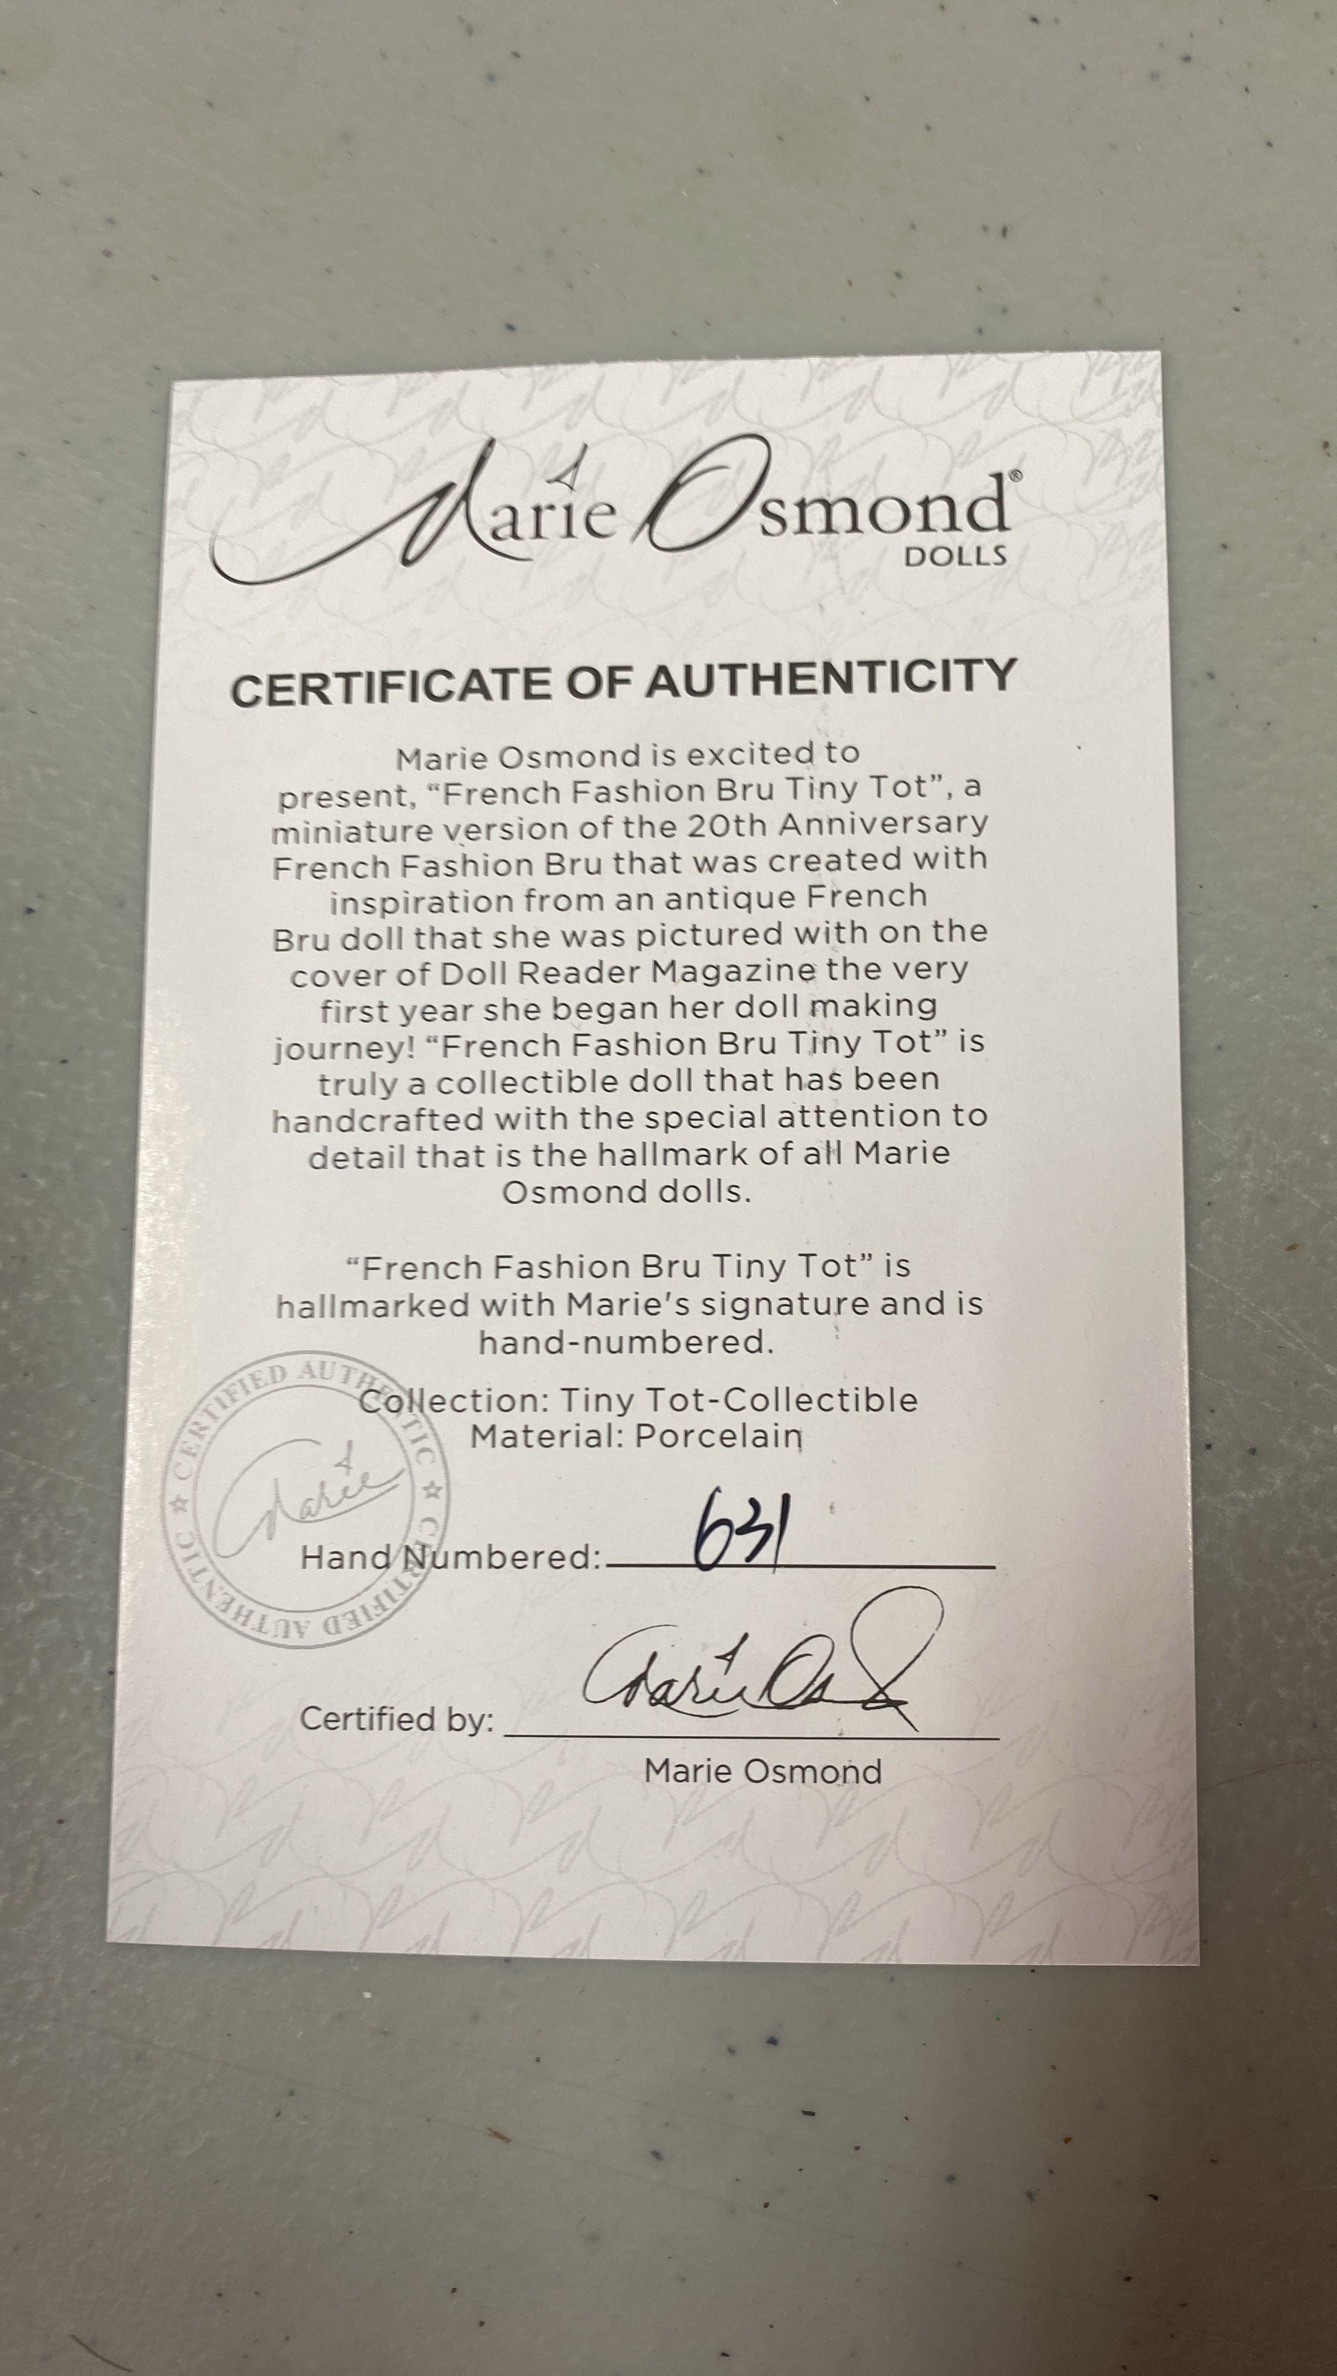 Marie Osmond®
DOLLS
CERTIFICATE OF AUTHENTICITY
Marie Osmond is excited to
present, “French Fashion Bru Tiny Tot”, a
miniature version of the 20th Anniversary
French Fashion Bru that was created with
inspiration from an antique French
Bru doll that she was pictured with on the
cover of Doll Reader Magazine the very
first year she began her doll making
journey! “French Fashion Bru Tiny Tot” is
truly a collectible doll that has been
handcrafted with the special attention to
detail that is the hallmark of all Marie
Osmond dolls.
“French Fashion Bru Tiny Tot” is
hallmarked with Marie's signature and is
hand-numbered.
Collection: Tiny Tot-Collectible
Material: Porcelain
CERTIFIED AUTHENTIC ☆ CERTIFIED AUTHENTIC ☆
Marie
Hand Numbered: 631
Certified by: Marie Osmond
Marie Osmond